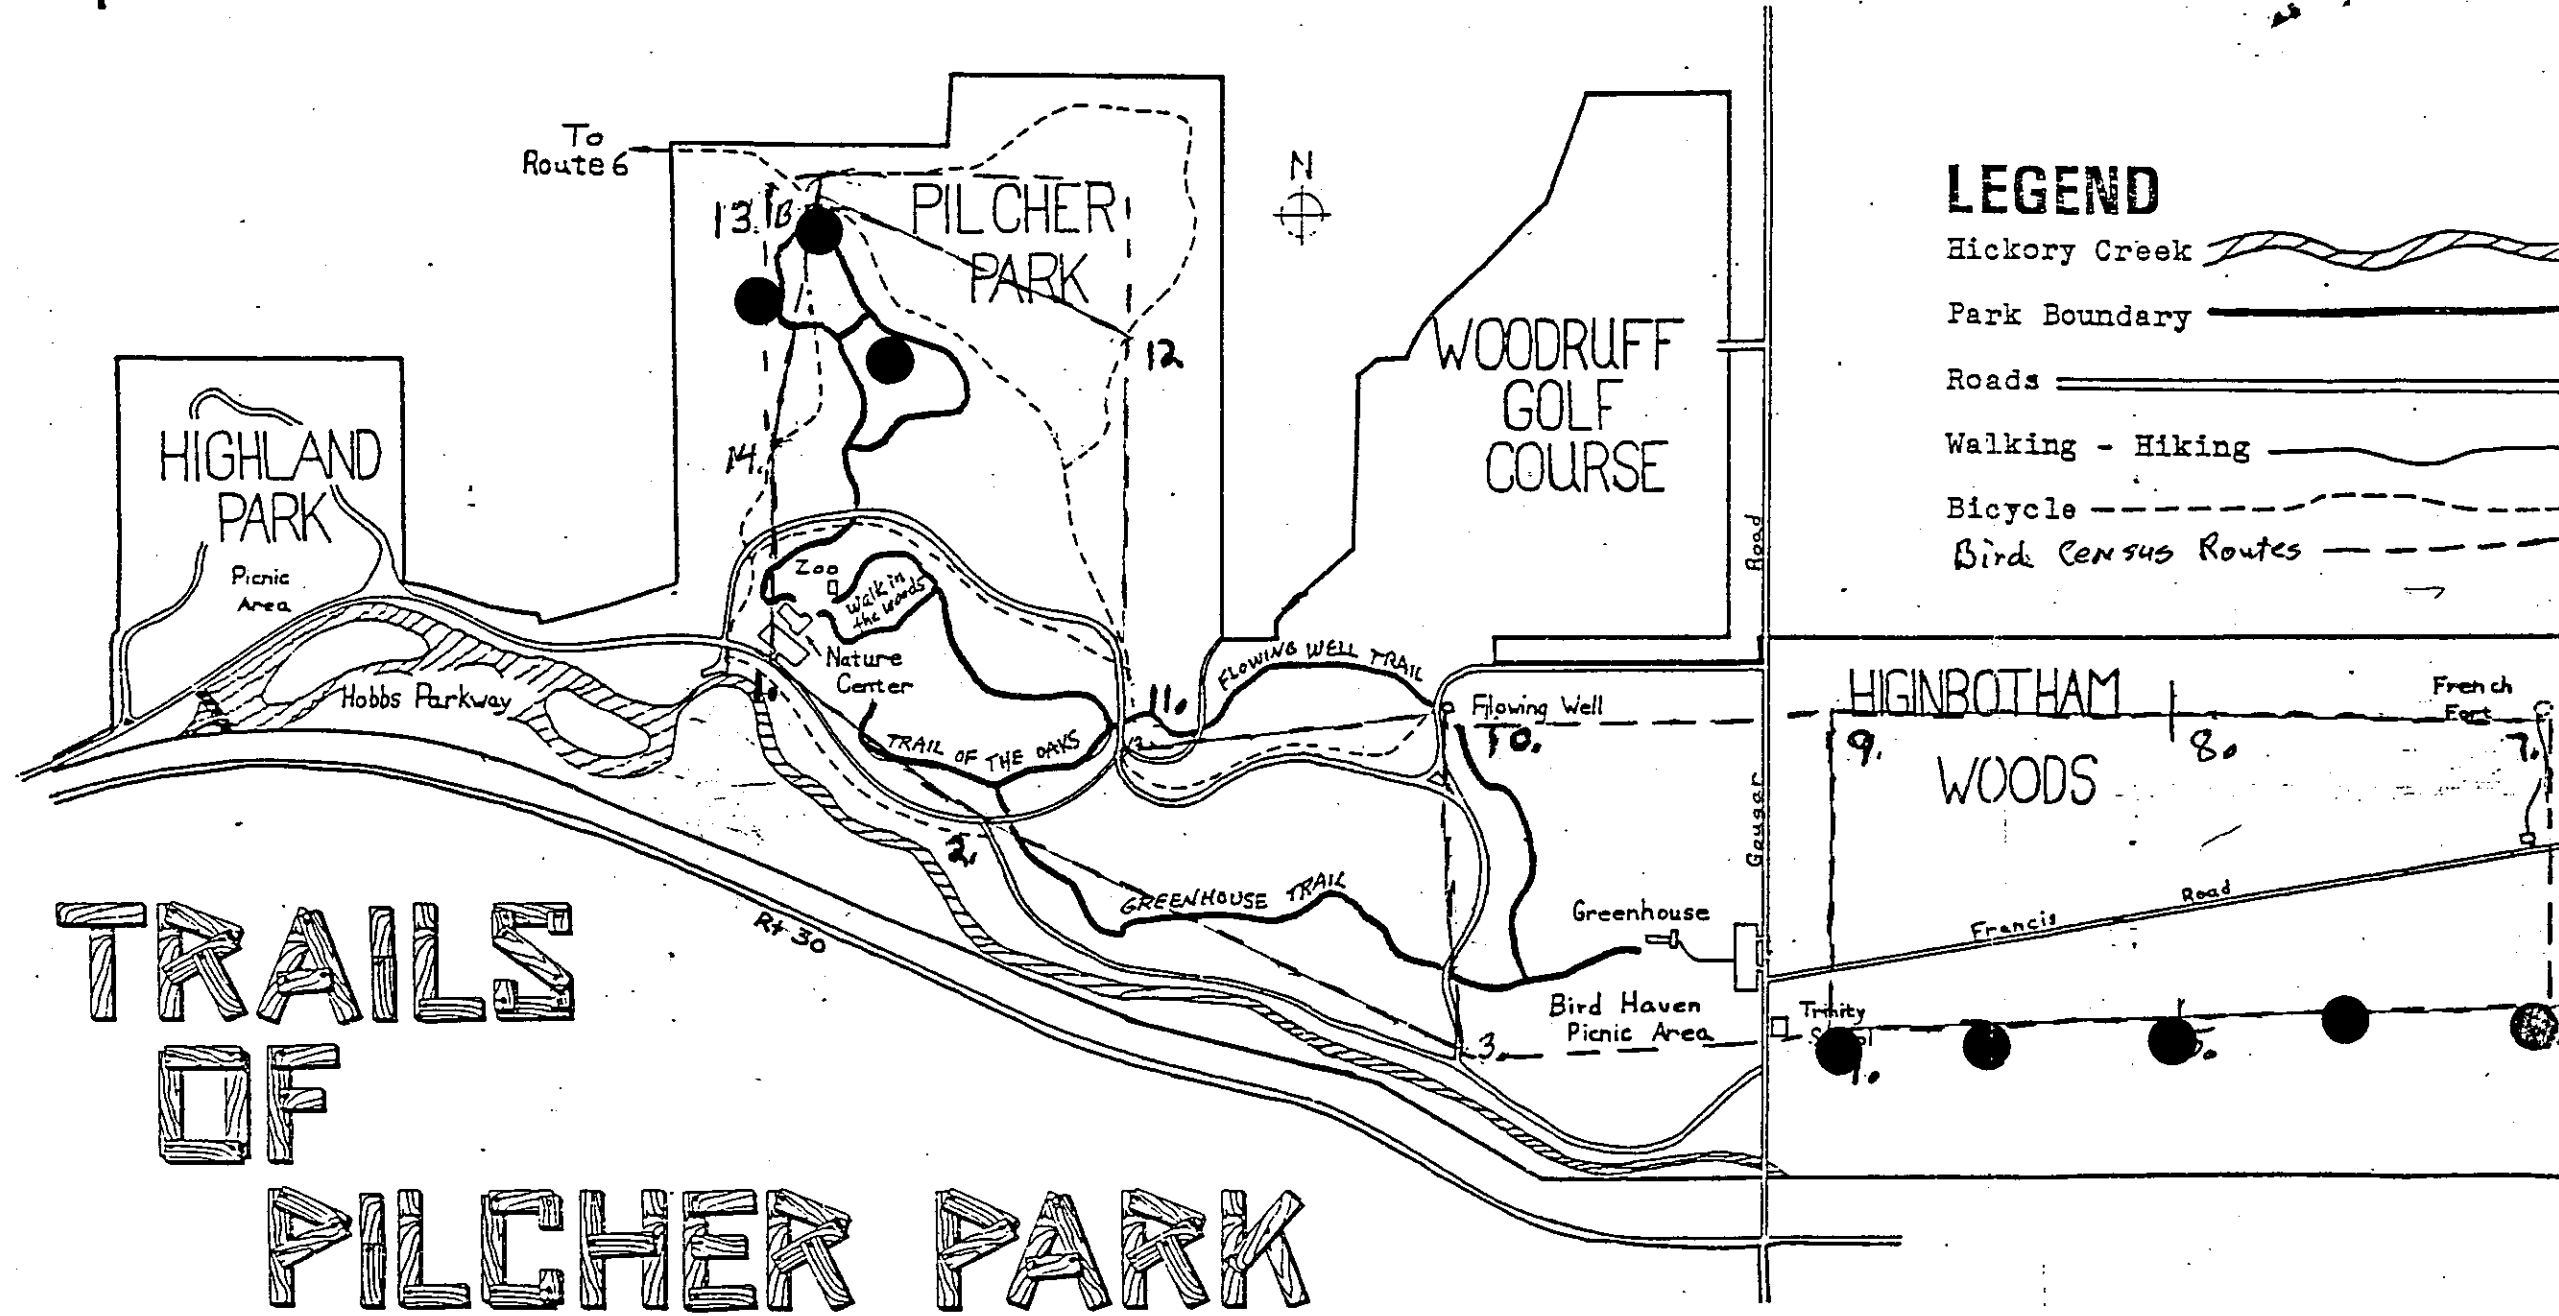 To
Route 6
N
PILCHER
PARK
13.
B
12
14.
HIGHLAND
PARK
Picnic
Area
WOODRUFF
GOLF
COURSE
LEGEND
Hickory Creek
Park Boundary
Roads
Walking - Hiking
Bicycle
Bird Census Routes
Road
Gougar
Zoo
Walk in
the woods
Nature
Center
1.
Hobbs Parkway
TRAIL OF THE OAKS
11.
FLOWING WELL TRAIL
Flowing Well
10.
2.
GREENHOUSE TRAIL
Greenhouse
Bird Haven
Picnic Area
3.
Rt 30
HIGINBOTHAM
WOODS
French
Fort
9.
8.
7.
Francis Road
Trinity
TRAILS
OF
PILCHER PARK